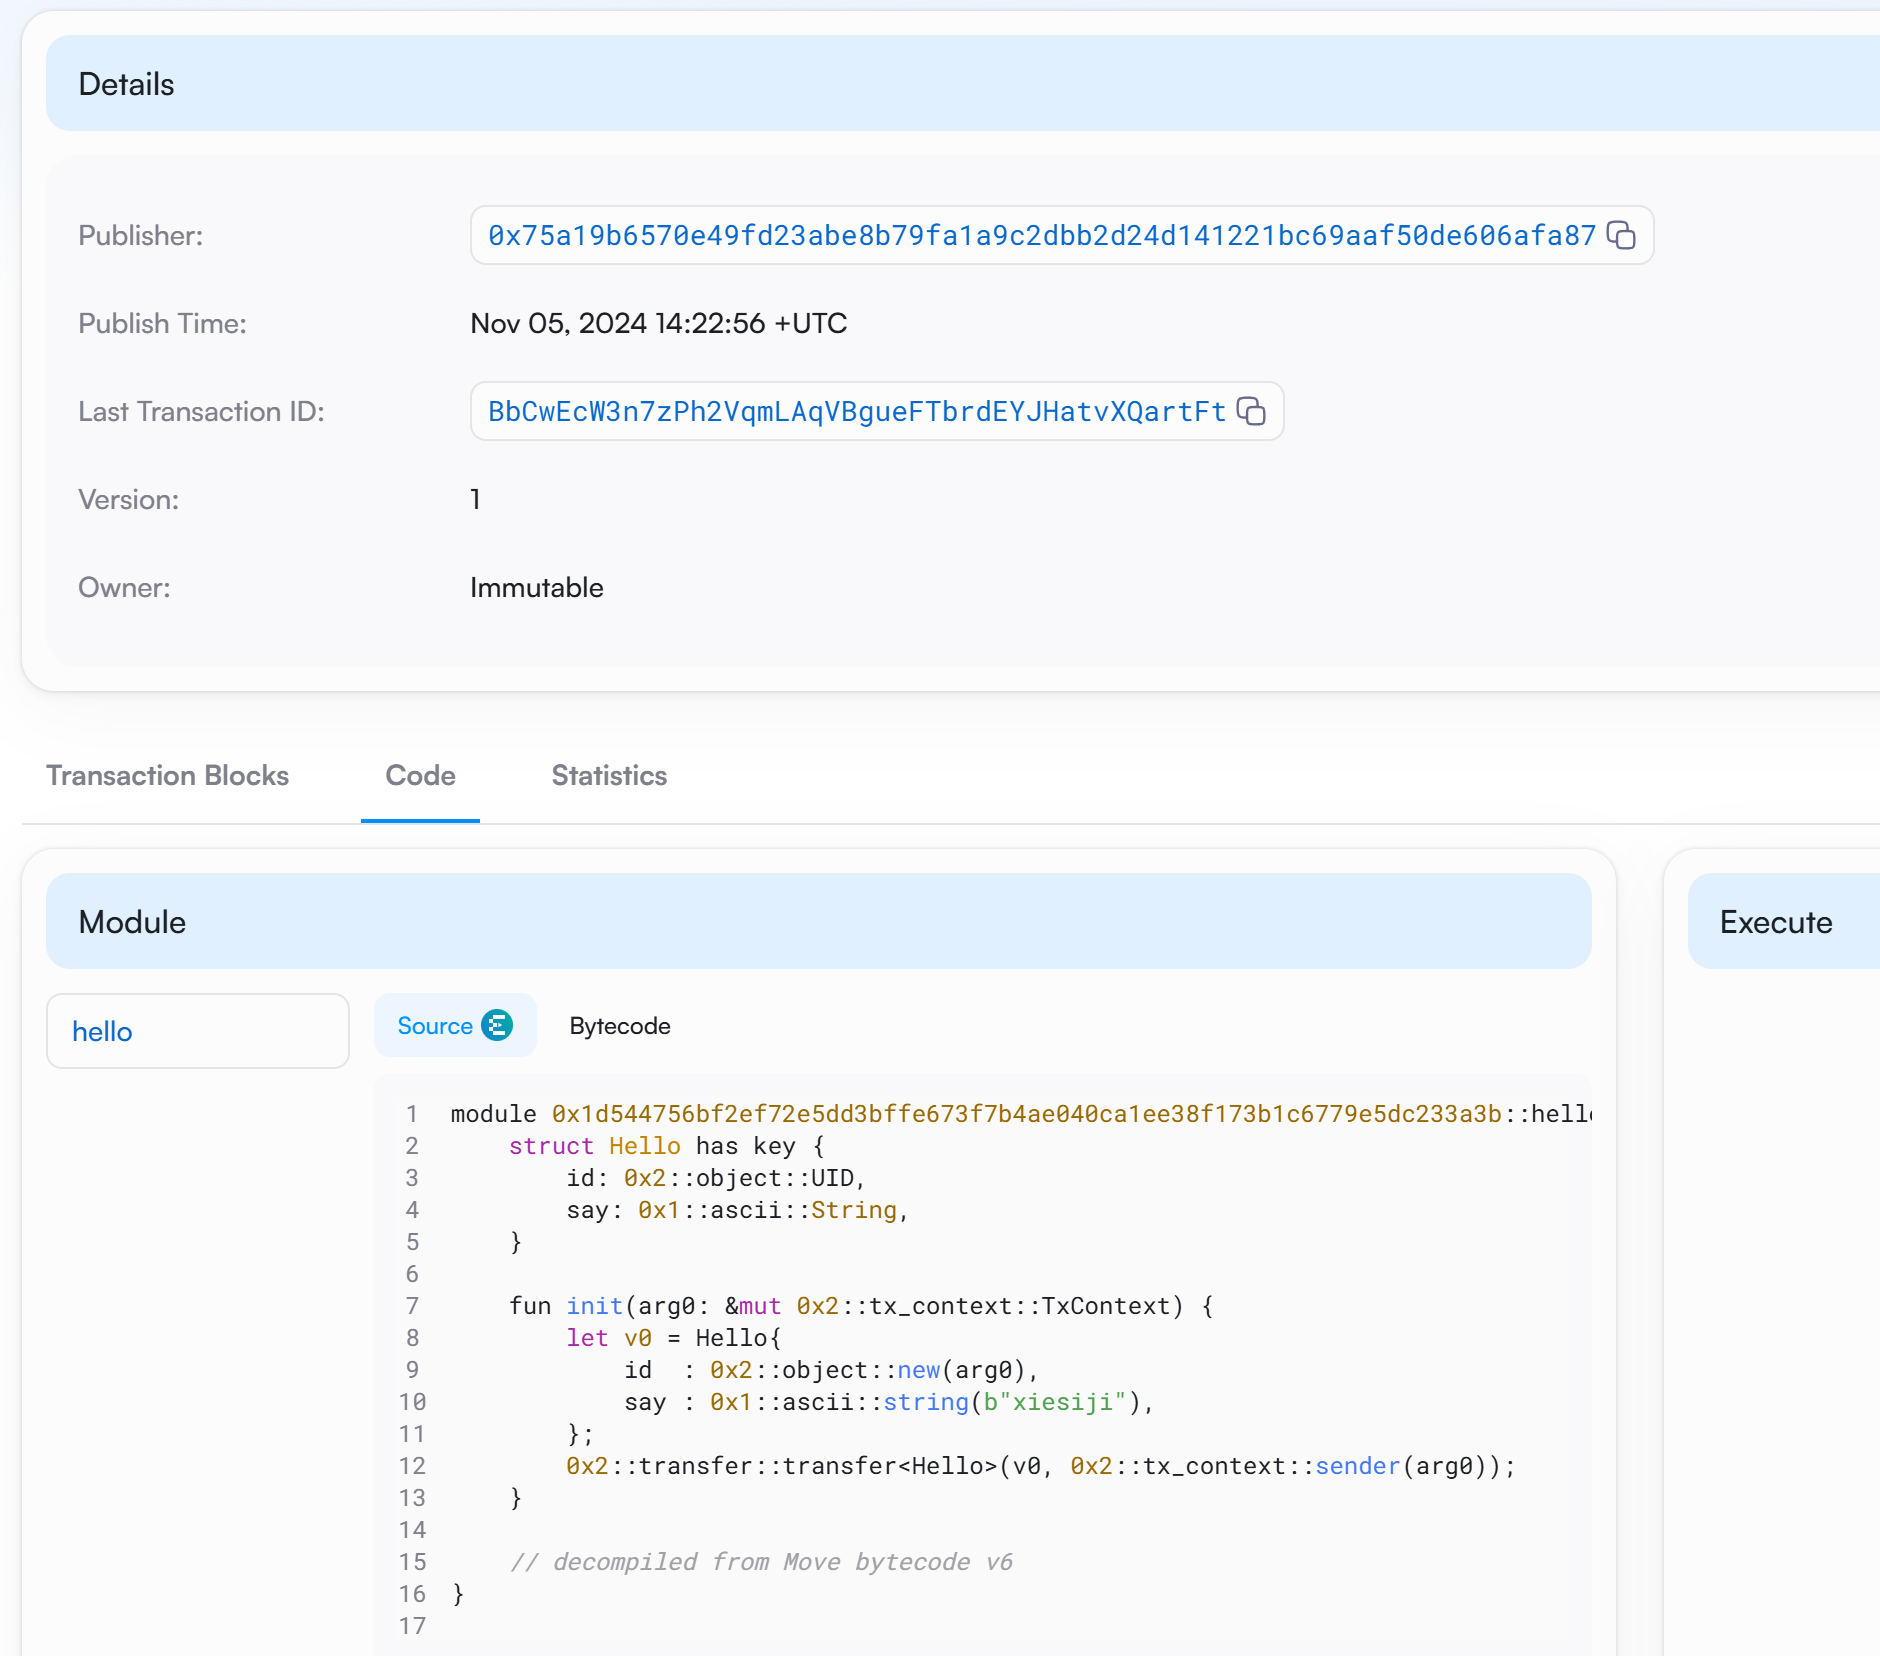 Details
Publisher: 0x75a19b6570e49fd23abe8b79fa1a9c2dbb2d24d141221bc69aaf50de606afa87
Publish Time: Nov 05, 2024 14:22:56 +UTC
Last Transaction ID: BbCwEcW3n7zPh2VqmLAqVBgueFTbrdEYJHatvXQartFt
Version: 1
Owner: Immutable
Transaction Blocks Code Statistics
Module
Execute
hello
Source Bytecode
1 module 0x1d544756bf2ef72e5dd3bffe673f7b4ae040ca1ee38f173b1c6779e5dc233a3b::hello
2     struct Hello has key {
3         id: 0x2::object::UID,
4         say: 0x1::ascii::String,
5     }
6
7     fun init(arg0: &mut 0x2::tx_context::TxContext) {
8         let v0 = Hello{
9             id  : 0x2::object::new(arg0),
10             say : 0x1::ascii::string(b"xiesiji"),
11         };
12         0x2::transfer::transfer<Hello>(v0, 0x2::tx_context::sender(arg0));
13     }
14
15     // decompiled from Move bytecode v6
16 }
17